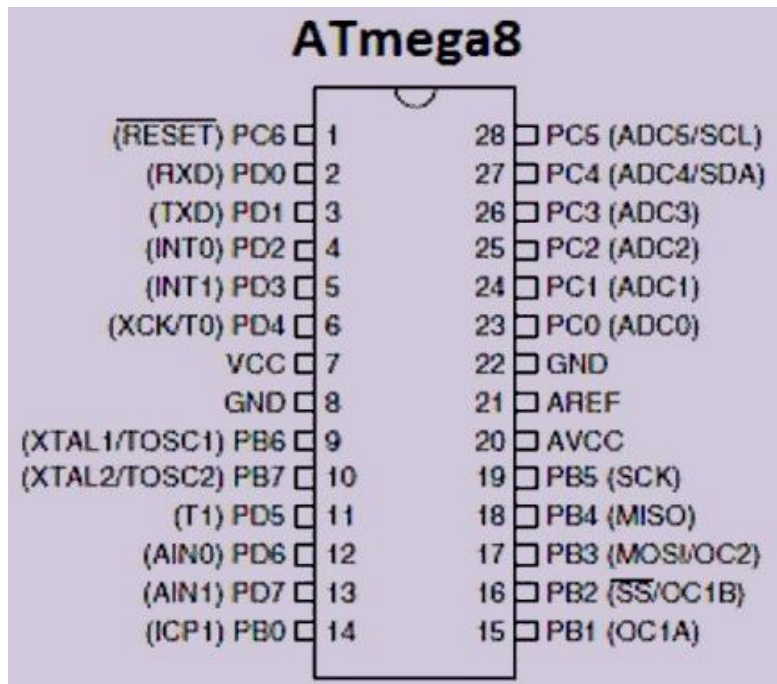 ATmega8
(RESET) PC6 1 28 PC5 (ADC5/SCL)
(RXD) PD0 2 27 PC4 (ADC4/SDA)
(TXD) PD1 3 26 PC3 (ADC3)
(INT0) PD2 4 25 PC2 (ADC2)
(INT1) PD3 5 24 PC1 (ADC1)
(XCK/T0) PD4 6 23 PC0 (ADC0)
VCC 7 22 GND
GND 8 21 AREF
(XTAL1/TOSC1) PB6 9 20 AVCC
(XTAL2/TOSC2) PB7 10 19 PB5 (SCK)
(T1) PD5 11 18 PB4 (MISO)
(AIN0) PD6 12 17 PB3 (MOSI/OC2)
(AIN1) PD7 13 16 PB2 (SS/OC1B)
(ICP1) PB0 14 15 PB1 (OC1A)